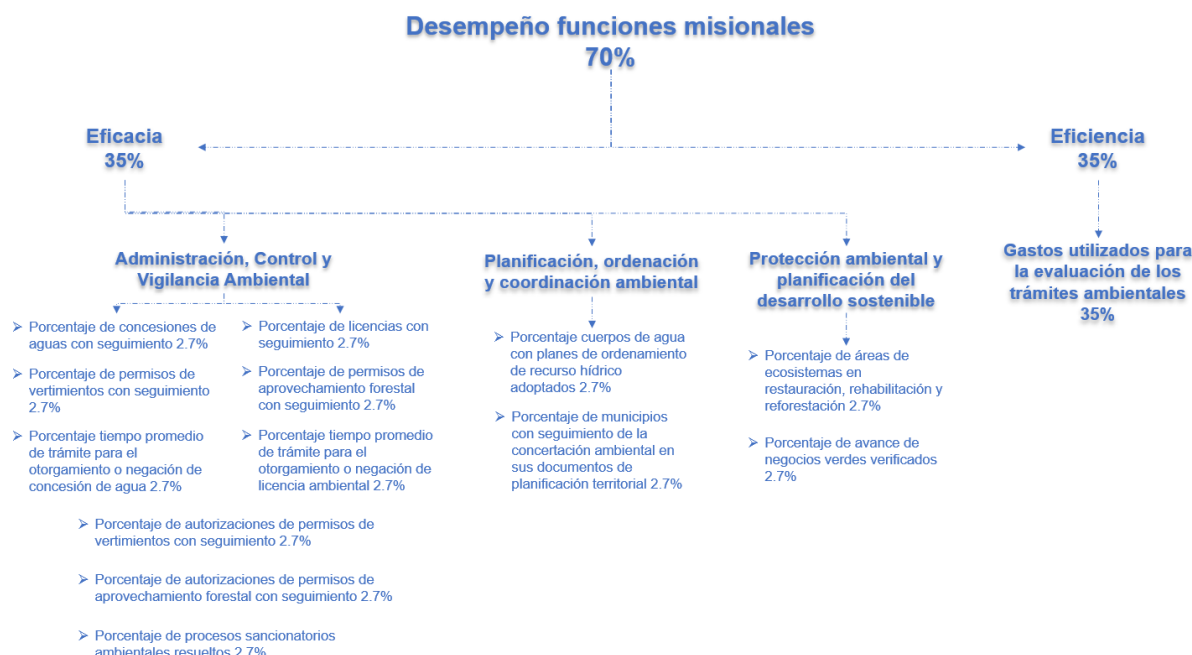 Desempeño funciones misionales
70%
Eficacia
35%
Eficiencia
35%
Administración, Control y
Vigilancia Ambiental
Porcentaje de concesiones de
aguas con seguimiento 2.7%
Porcentaje de permisos de
vertimientos con seguimiento
2.7%
Porcentaje tiempo promedio
de trámite para el
otorgamiento o negación de
concesión de agua 2.7%
Porcentaje de licencias con
seguimiento 2.7%
Porcentaje de permisos de
aprovechamiento forestal
con seguimiento 2.7%
Porcentaje tiempo promedio
de trámite para el
otorgamiento o negación de
licencia ambiental 2.7%
Porcentaje de autorizaciones de permisos de
vertimientos con seguimiento 2.7%
Porcentaje de autorizaciones de permisos de
aprovechamiento forestal con seguimiento 2.7%
Porcentaje de procesos sancionatorios
ambientales resueltos 2.7%
Planificación, ordenación
y coordinación ambiental
Porcentaje cuerpos de agua
con planes de ordenamiento
de recurso hídrico
adoptados 2.7%
Porcentaje de municipios
con seguimiento de la
concertación ambiental en
sus documentos de
planificación territorial 2.7%
Protección ambiental y
planificación del
desarrollo sostenible
Porcentaje de áreas de
ecosistemas en
restauración, rehabilitación y
reforestación 2.7%
Porcentaje de avance de
negocios verdes verificados
2.7%
Gastos utilizados para
la evaluación de los
trámites ambientales
35%